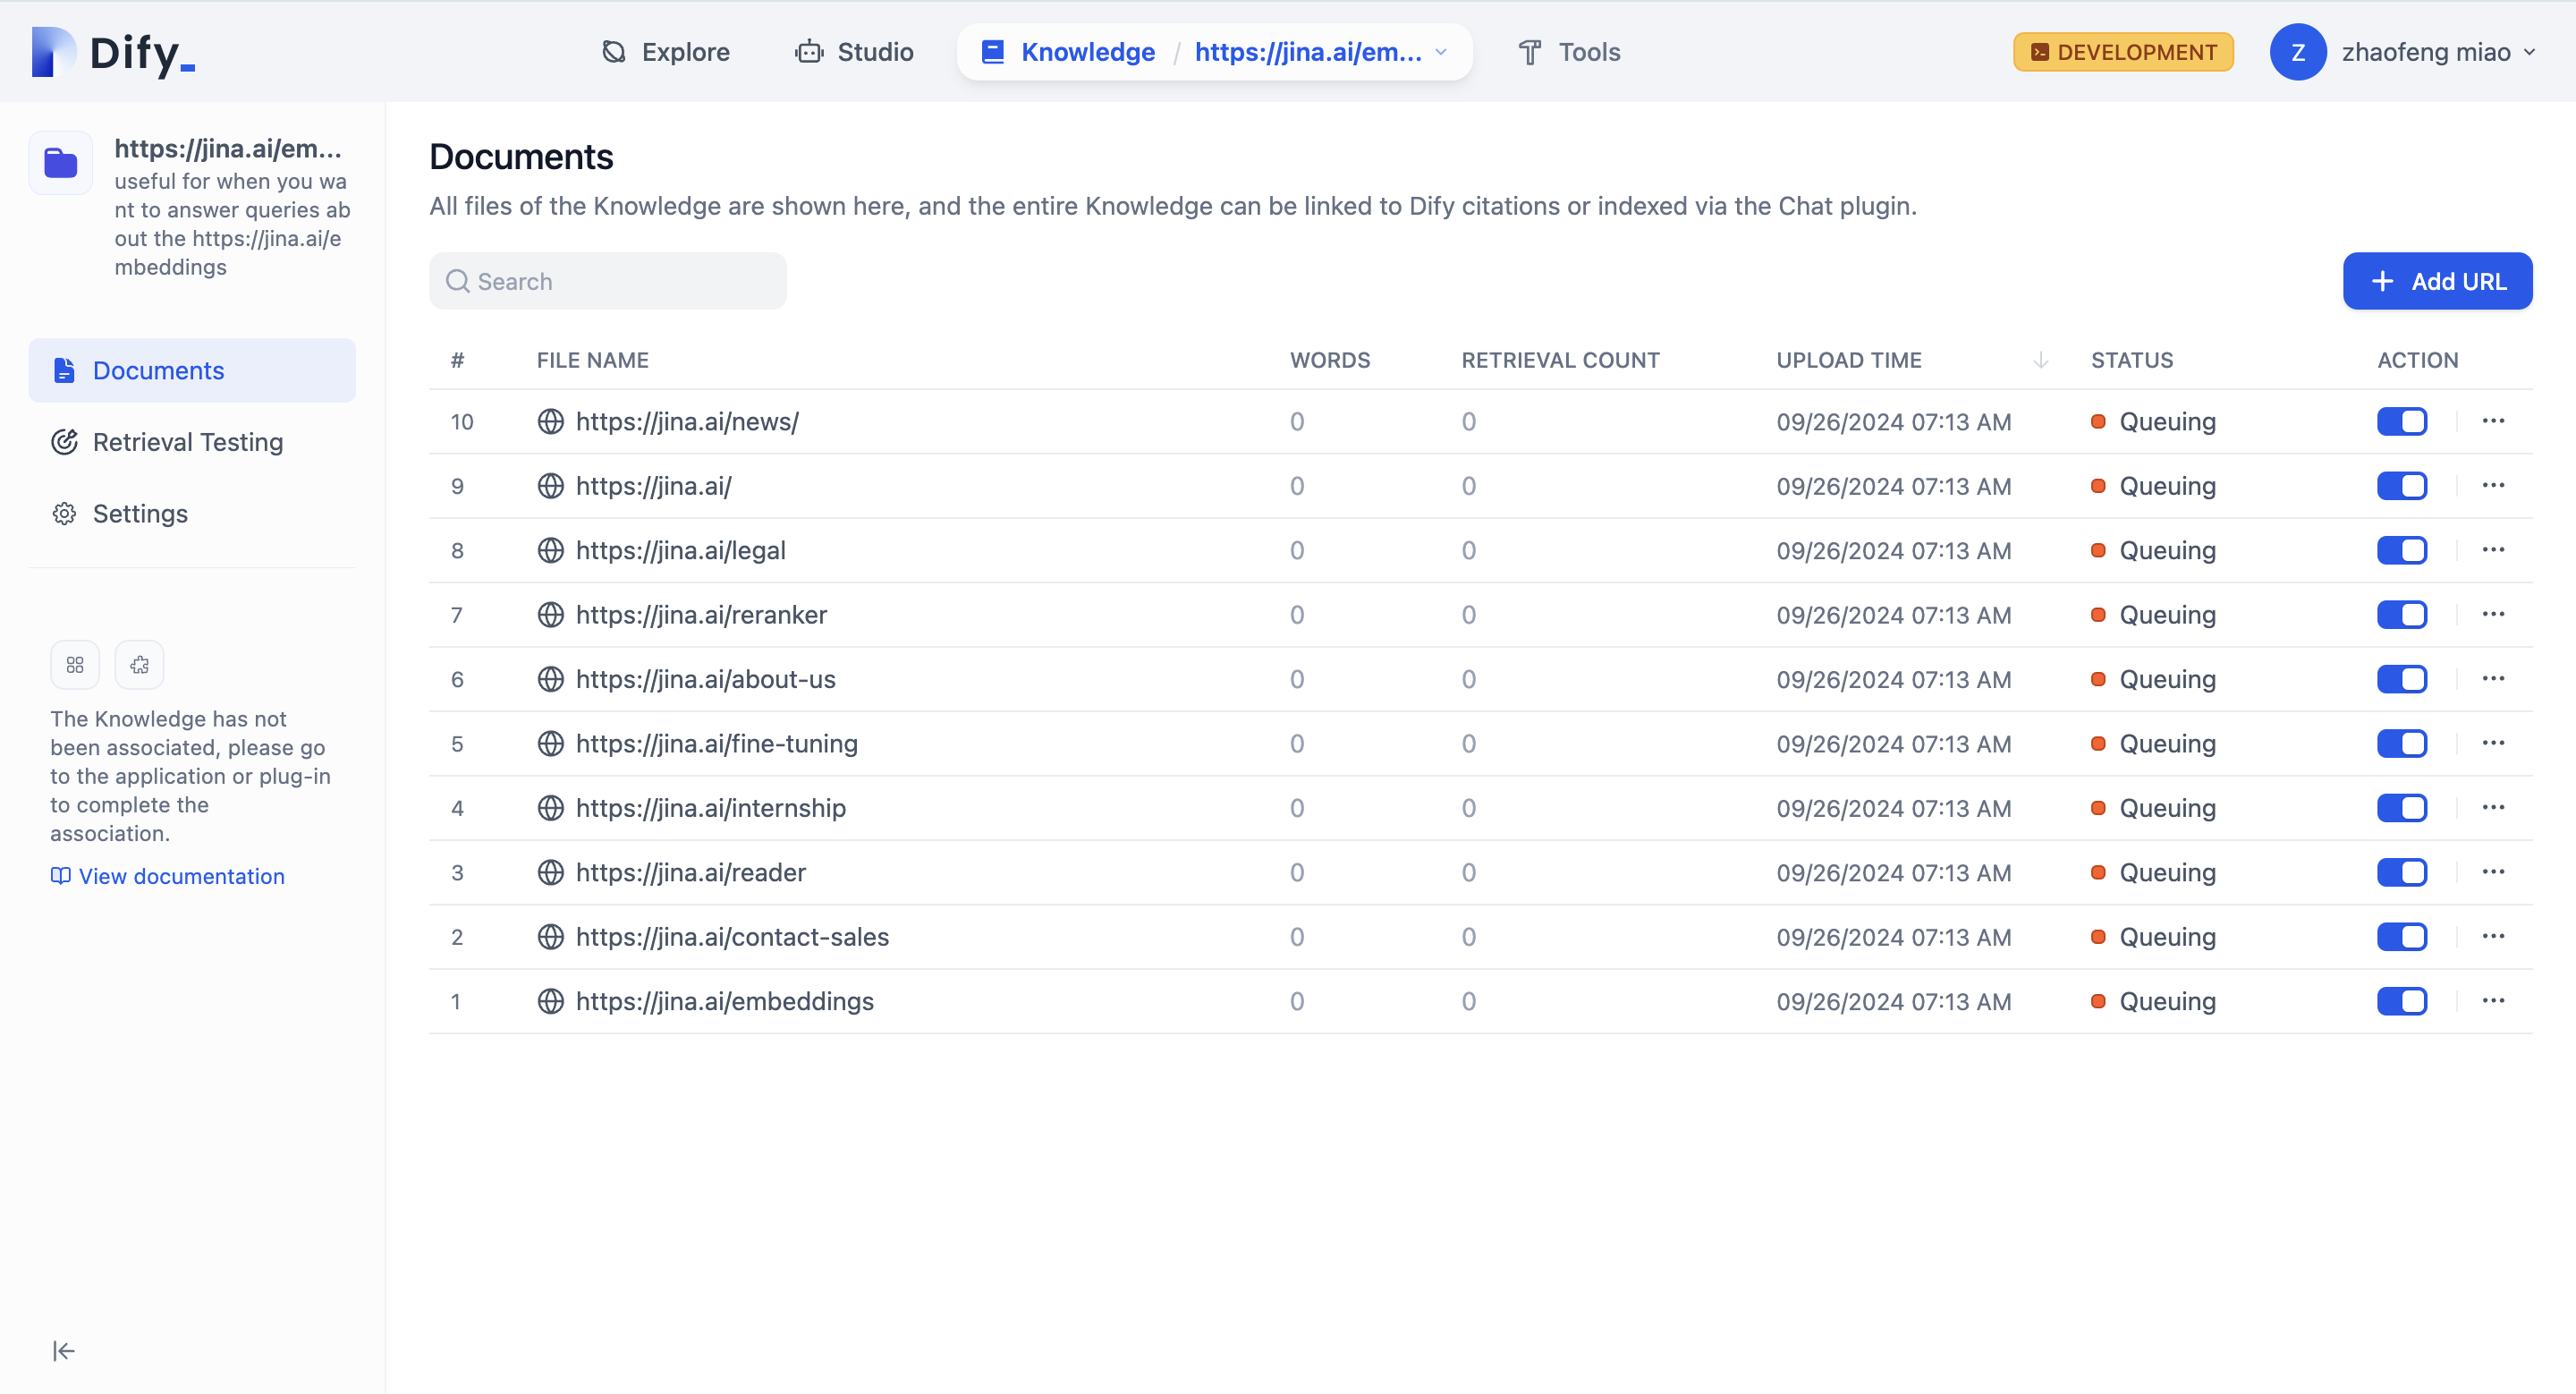 Dify_
Explore
Studio
Knowledge / https://jina.ai/em...
Tools
DEVELOPMENT
Z
zhaofeng miao
https://jina.ai/em...
useful for when you wa
nt to answer queries ab
out the https://jina.ai/e
mbeddings
Documents
Retrieval Testing
Settings
The Knowledge has not
been associated, please go
to the application or plug-in
to complete the
association.
View documentation
Documents
All files of the Knowledge are shown here, and the entire Knowledge can be linked to Dify citations or indexed via the Chat plugin.
Search
+ Add URL
# FILE NAME WORDS RETRIEVAL COUNT UPLOAD TIME STATUS ACTION
10 https://jina.ai/news/ 0 0 09/26/2024 07:13 AM Queuing
9 https://jina.ai/ 0 0 09/26/2024 07:13 AM Queuing
8 https://jina.ai/legal 0 0 09/26/2024 07:13 AM Queuing
7 https://jina.ai/reranker 0 0 09/26/2024 07:13 AM Queuing
6 https://jina.ai/about-us 0 0 09/26/2024 07:13 AM Queuing
5 https://jina.ai/fine-tuning 0 0 09/26/2024 07:13 AM Queuing
4 https://jina.ai/internship 0 0 09/26/2024 07:13 AM Queuing
3 https://jina.ai/reader 0 0 09/26/2024 07:13 AM Queuing
2 https://jina.ai/contact-sales 0 0 09/26/2024 07:13 AM Queuing
1 https://jina.ai/embeddings 0 0 09/26/2024 07:13 AM Queuing